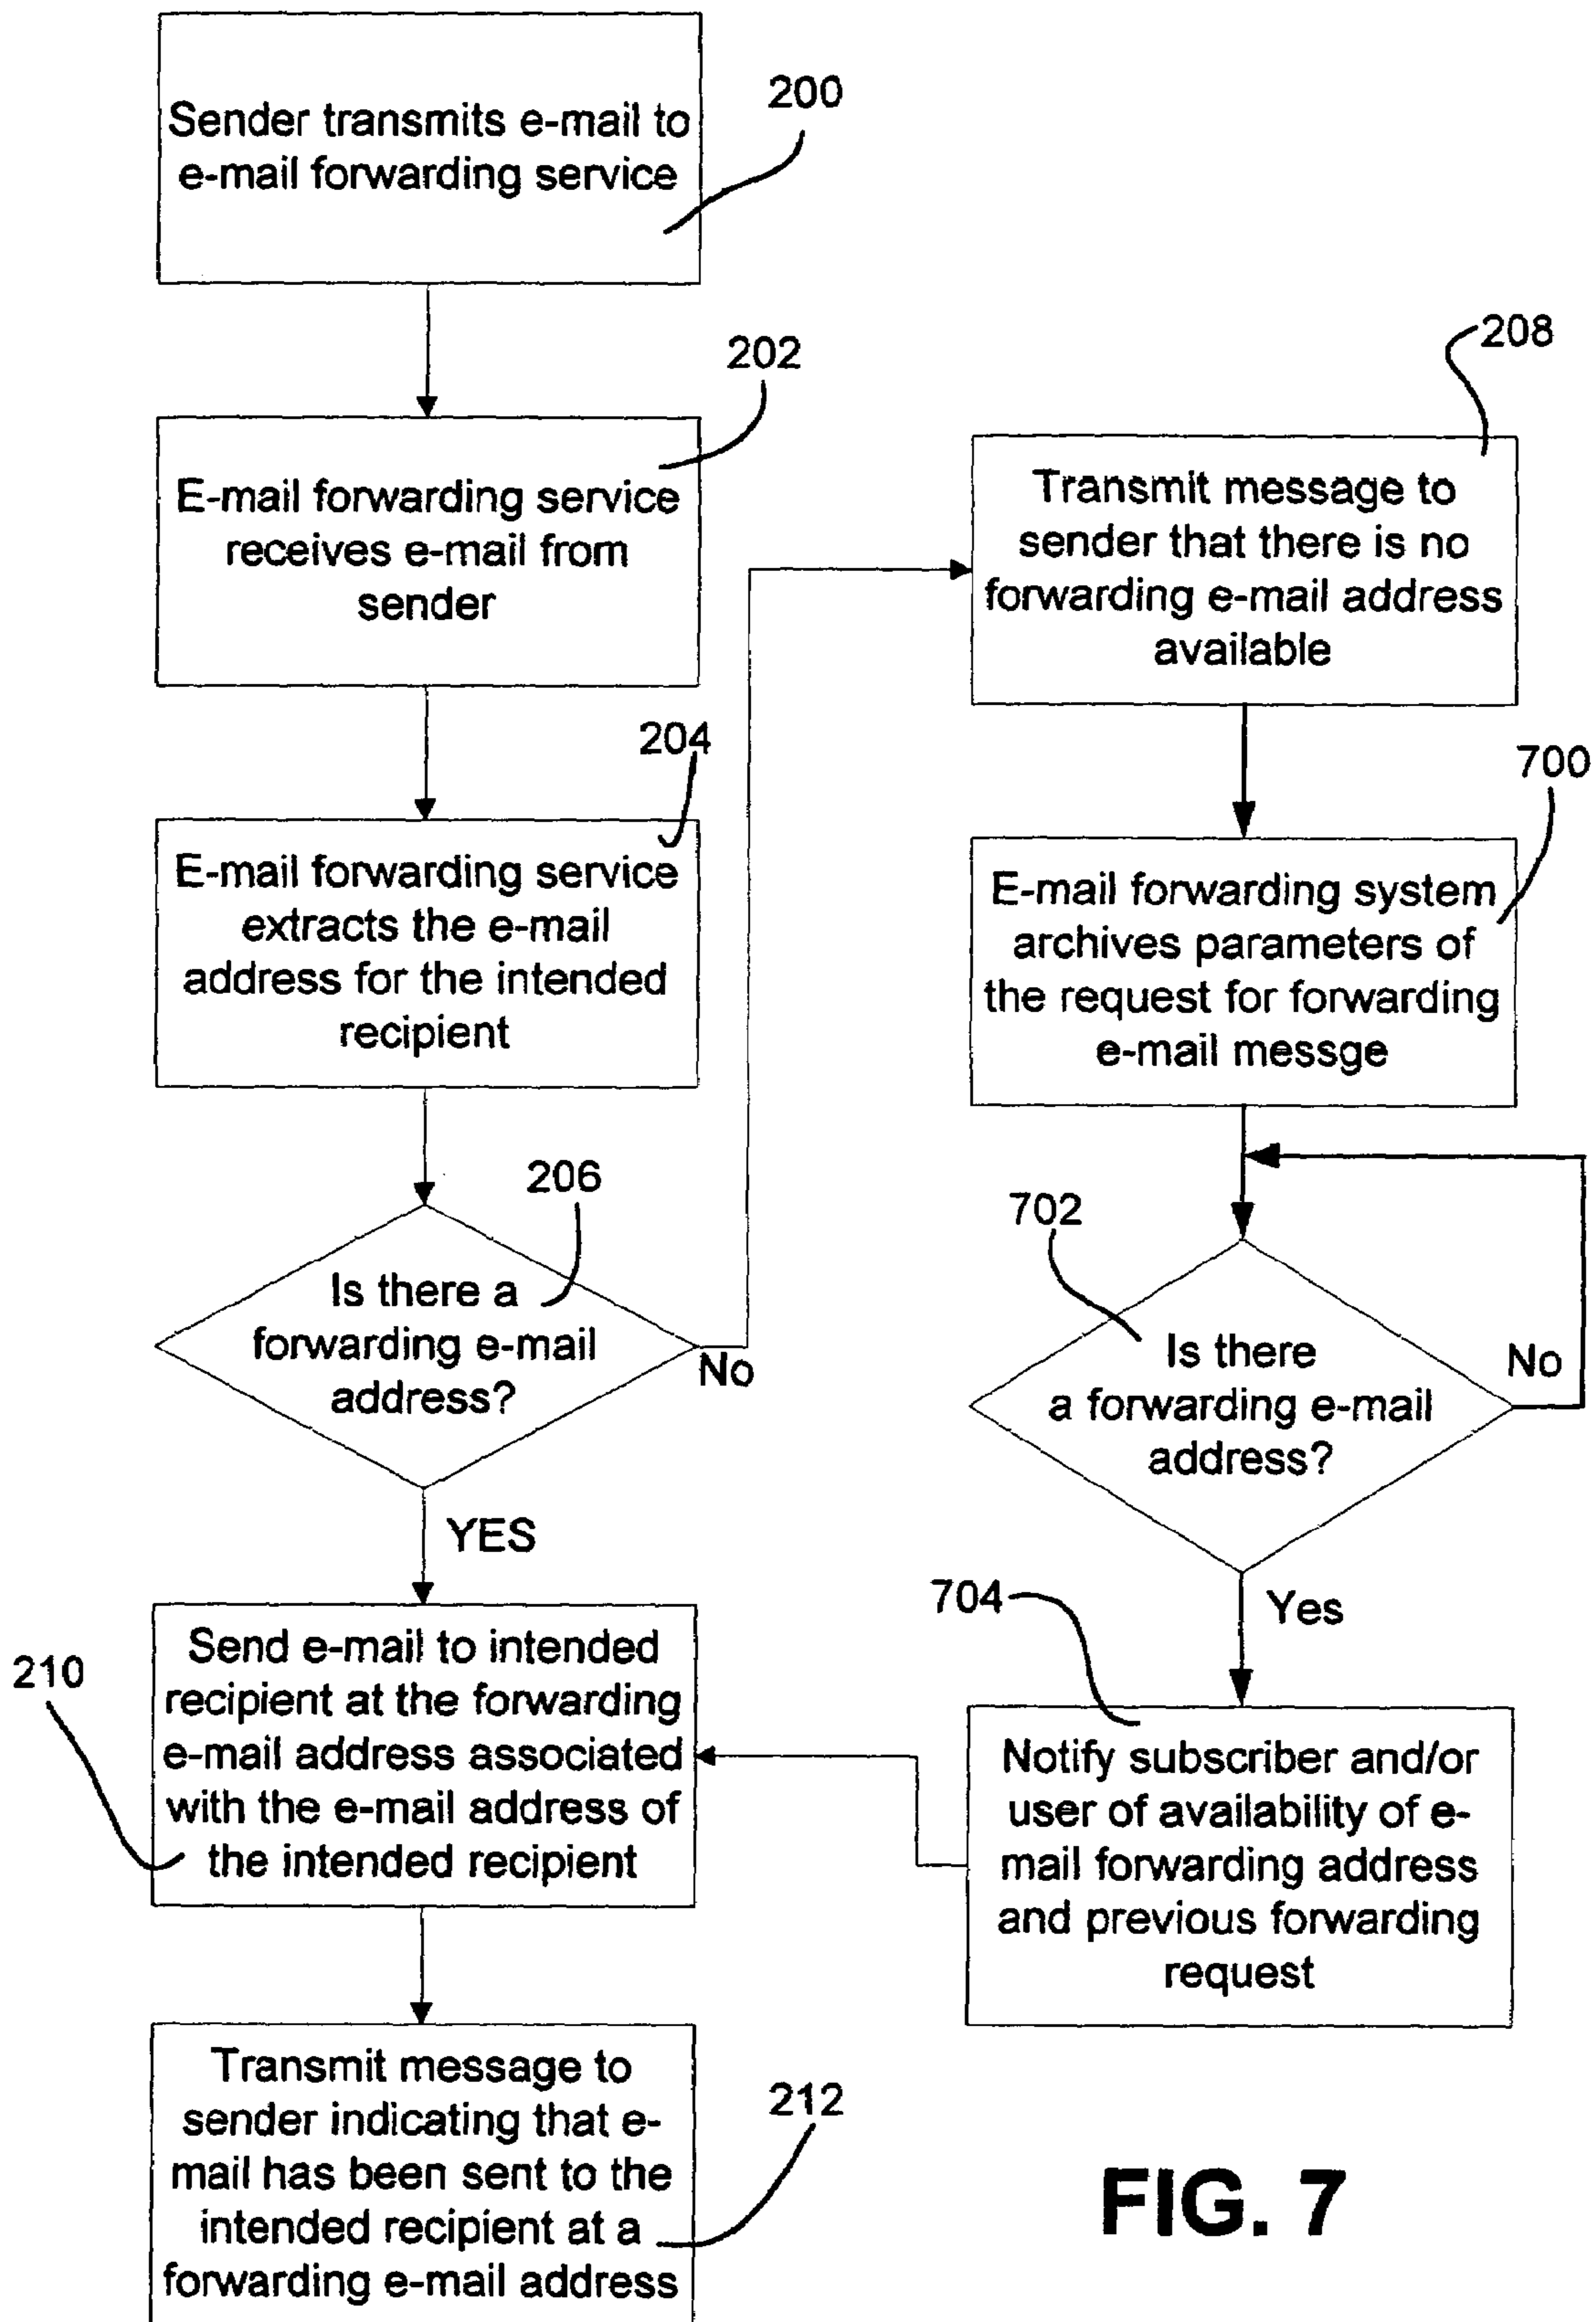 Sender transmits e-mail to
e-mail forwarding service
200
202
E-mail forwarding service
receives e-mail from
sender
204
E-mail forwarding service
extracts the e-mail
address for the intended
recipient
206
Is there a
forwarding e-mail
address?
No
YES
210
Send e-mail to intended
recipient at the forwarding
e-mail address associated
with the e-mail address of
the intended recipient
Transmit message to
sender indicating that e-
mail has been sent to the
intended recipient at a
forwarding e-mail address
212
208
Transmit message to
sender that there is no
forwarding e-mail address
available
700
E-mail forwarding system
archives parameters of
the request for forwarding
e-mail messge
702
Is there
a forwarding e-mail
address?
No
Yes
704
Notify subscriber and/or
user of availability of e-
mail forwarding address
and previous forwarding
request
FIG. 7